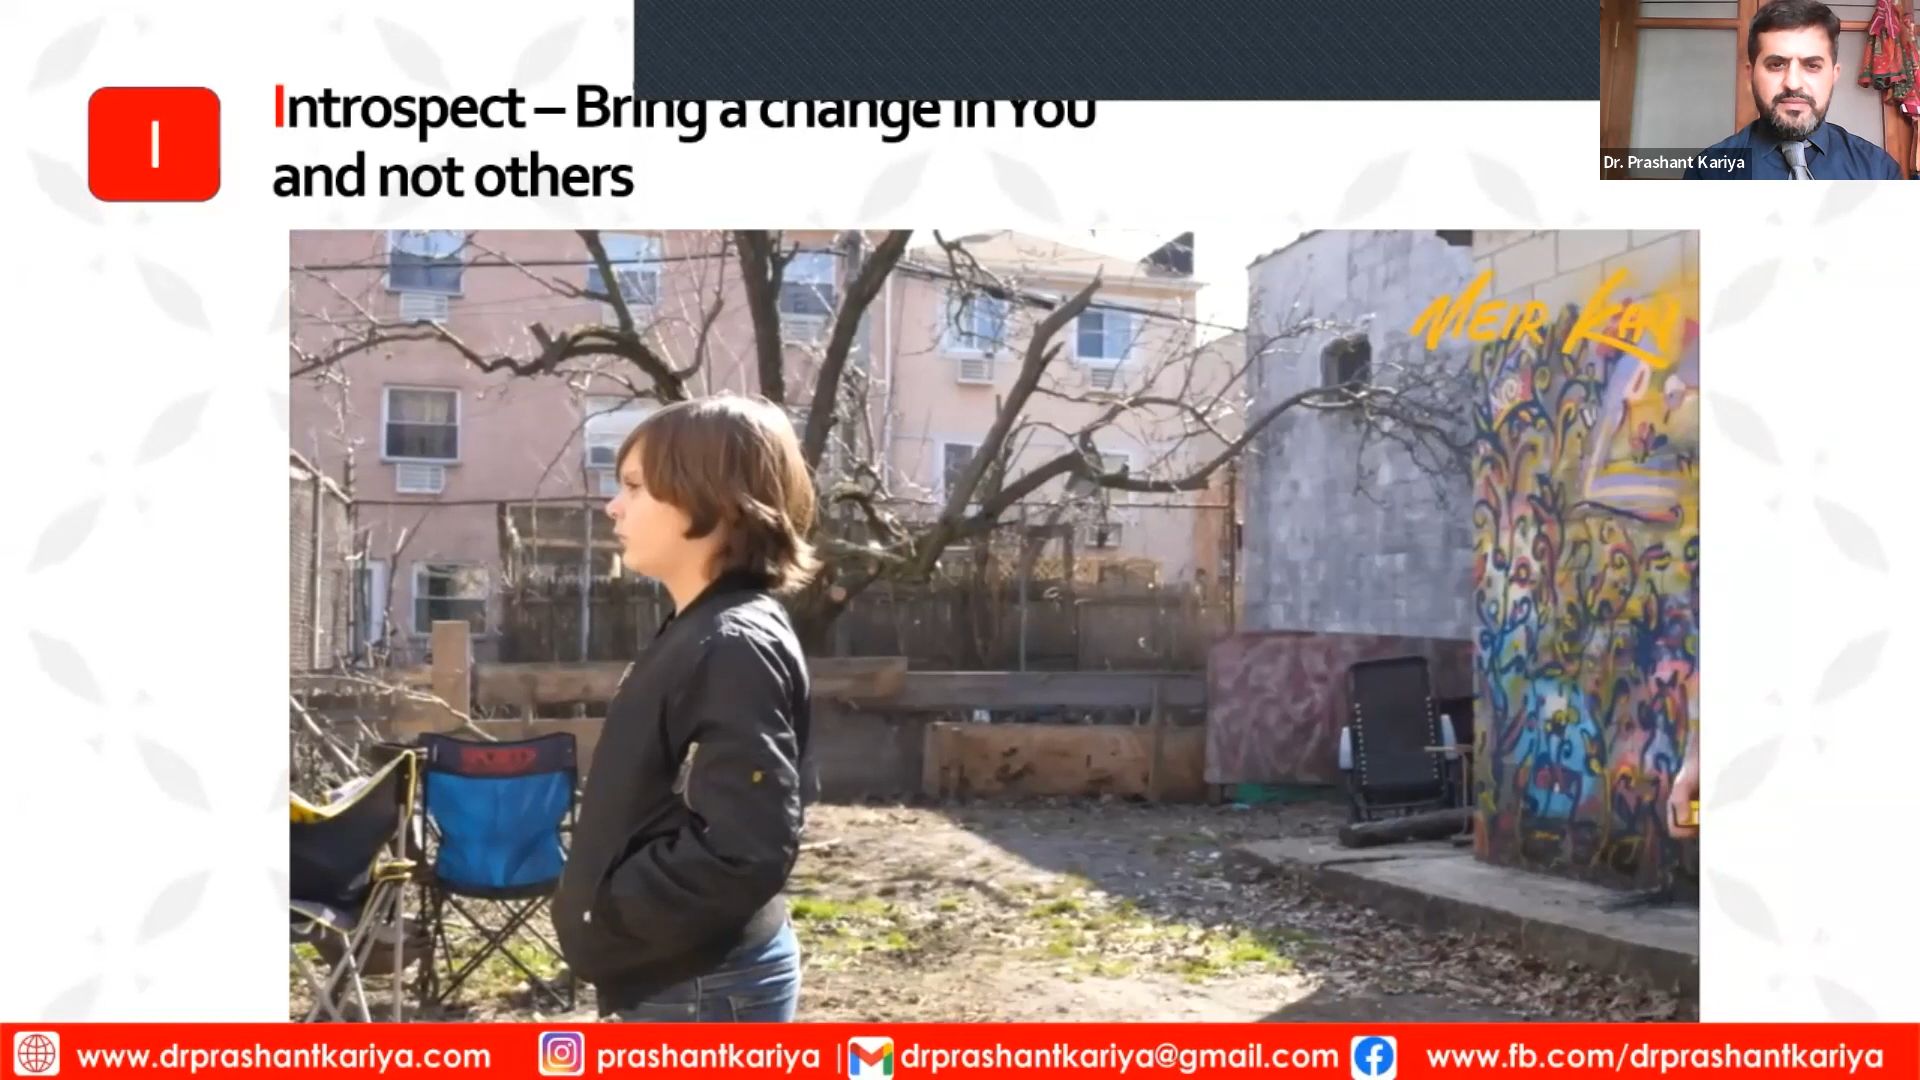 I
Introspect – Bring a change in You
and not others
Dr. Prashant Kariya
MEIR KAY
www.drprashantkariya.com
prashantkariya |
drprashantkariya@gmail.com
www.fb.com/drprashantkariya